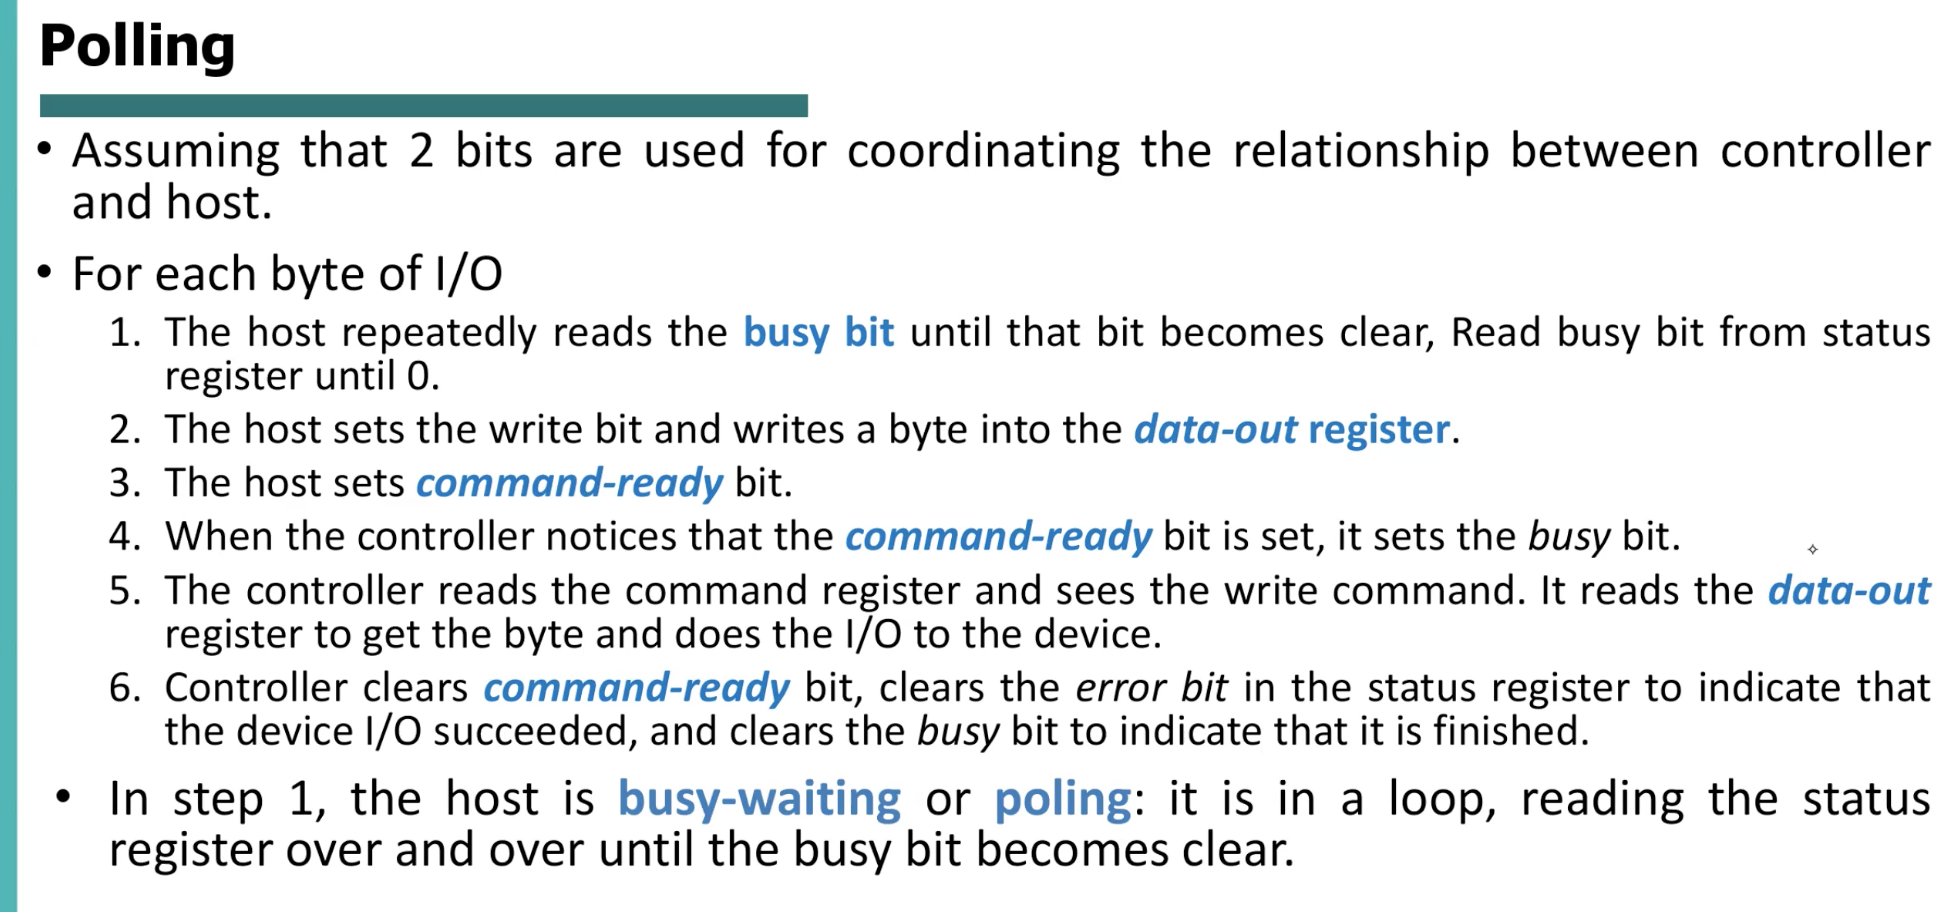 Polling
• Assuming that 2 bits are used for coordinating the relationship between controller
and host.
• For each byte of I/O
1. The host repeatedly reads the busy bit until that bit becomes clear, Read busy bit from status
register until 0.
2. The host sets the write bit and writes a byte into the data-out register.
3. The host sets command-ready bit.
4. When the controller notices that the command-ready bit is set, it sets the busy bit.
5. The controller reads the command register and sees the write command. It reads the data-out
register to get the byte and does the I/O to the device.
6. Controller clears command-ready bit, clears the error bit in the status register to indicate that
the device I/O succeeded, and clears the busy bit to indicate that it is finished.
• In step 1, the host is busy-waiting or poling: it is in a loop, reading the status
register over and over until the busy bit becomes clear.